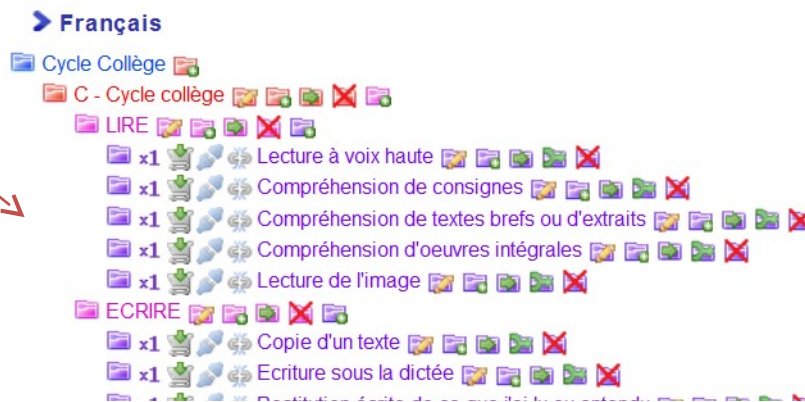 Français
Cycle Collège
C - Cycle collège
LIRE
x1 Lecture à voix haute
x1 Compréhension de consignes
x1 Compréhension de textes brefs ou d'extraits
x1 Compréhension d'oeuvres intégrales
x1 Lecture de l'image
ECRIRE
x1 Copie d'un texte
x1 Ecriture sous la dictée